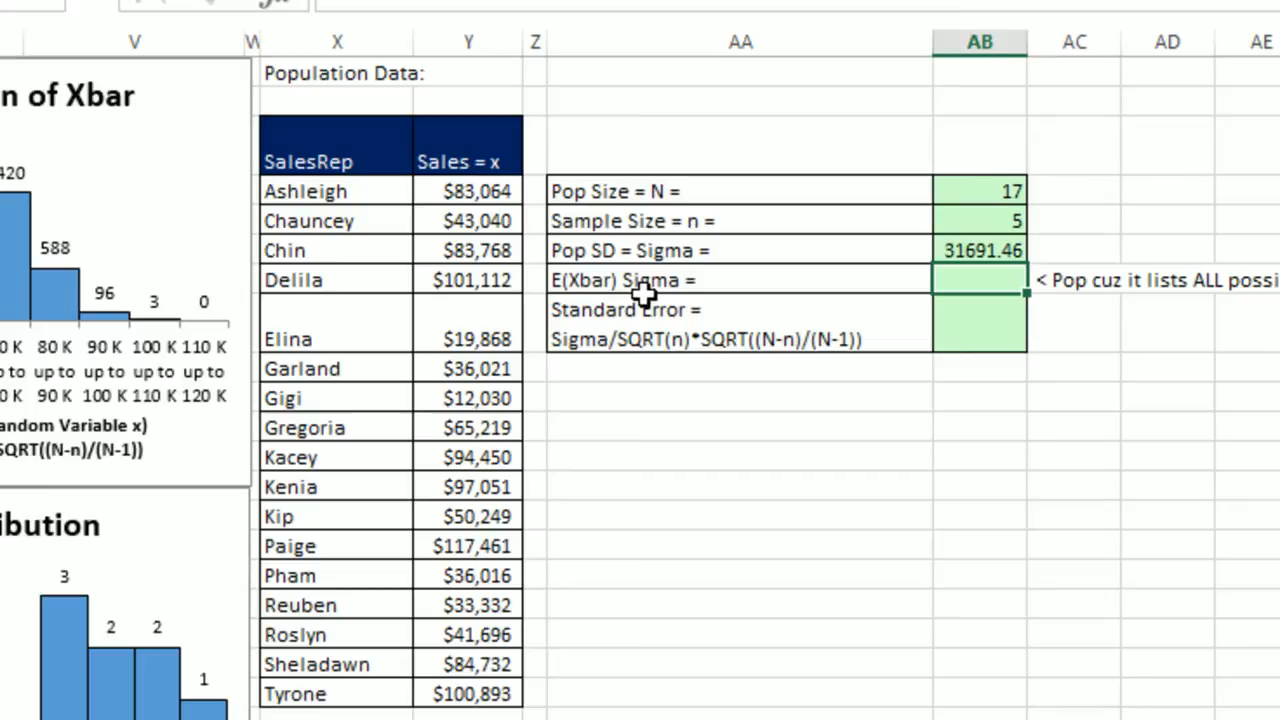 V W X Y Z AA AB AC AD AE
n of Xbar
420
588
96
3
0
80 K 90 K 100 K 110 K
up to up to up to up to
90 K 100 K 110 K 120 K
andom Variable x)
SQRT((N-n)/(N-1))
ibution
3
2
2
1
Population Data:
SalesRep Sales = x
Ashleigh $83,064
Chauncey $43,040
Chin $83,768
Delila $101,112
Elina $19,868
Garland $36,021
Gigi $12,030
Gregoria $65,219
Kacey $94,450
Kenia $97,051
Kip $50,249
Paige $117,461
Pham $36,016
Reuben $33,332
Roslyn $41,696
Sheladawn $84,732
Tyrone $100,893
Pop Size = N = 17
Sample Size = n = 5
Pop SD = Sigma = 31691.46
E(Xbar) Sigma = < Pop cuz it lists ALL possi
Standard Error =
Sigma/SQRT(n)*SQRT((N-n)/(N-1))